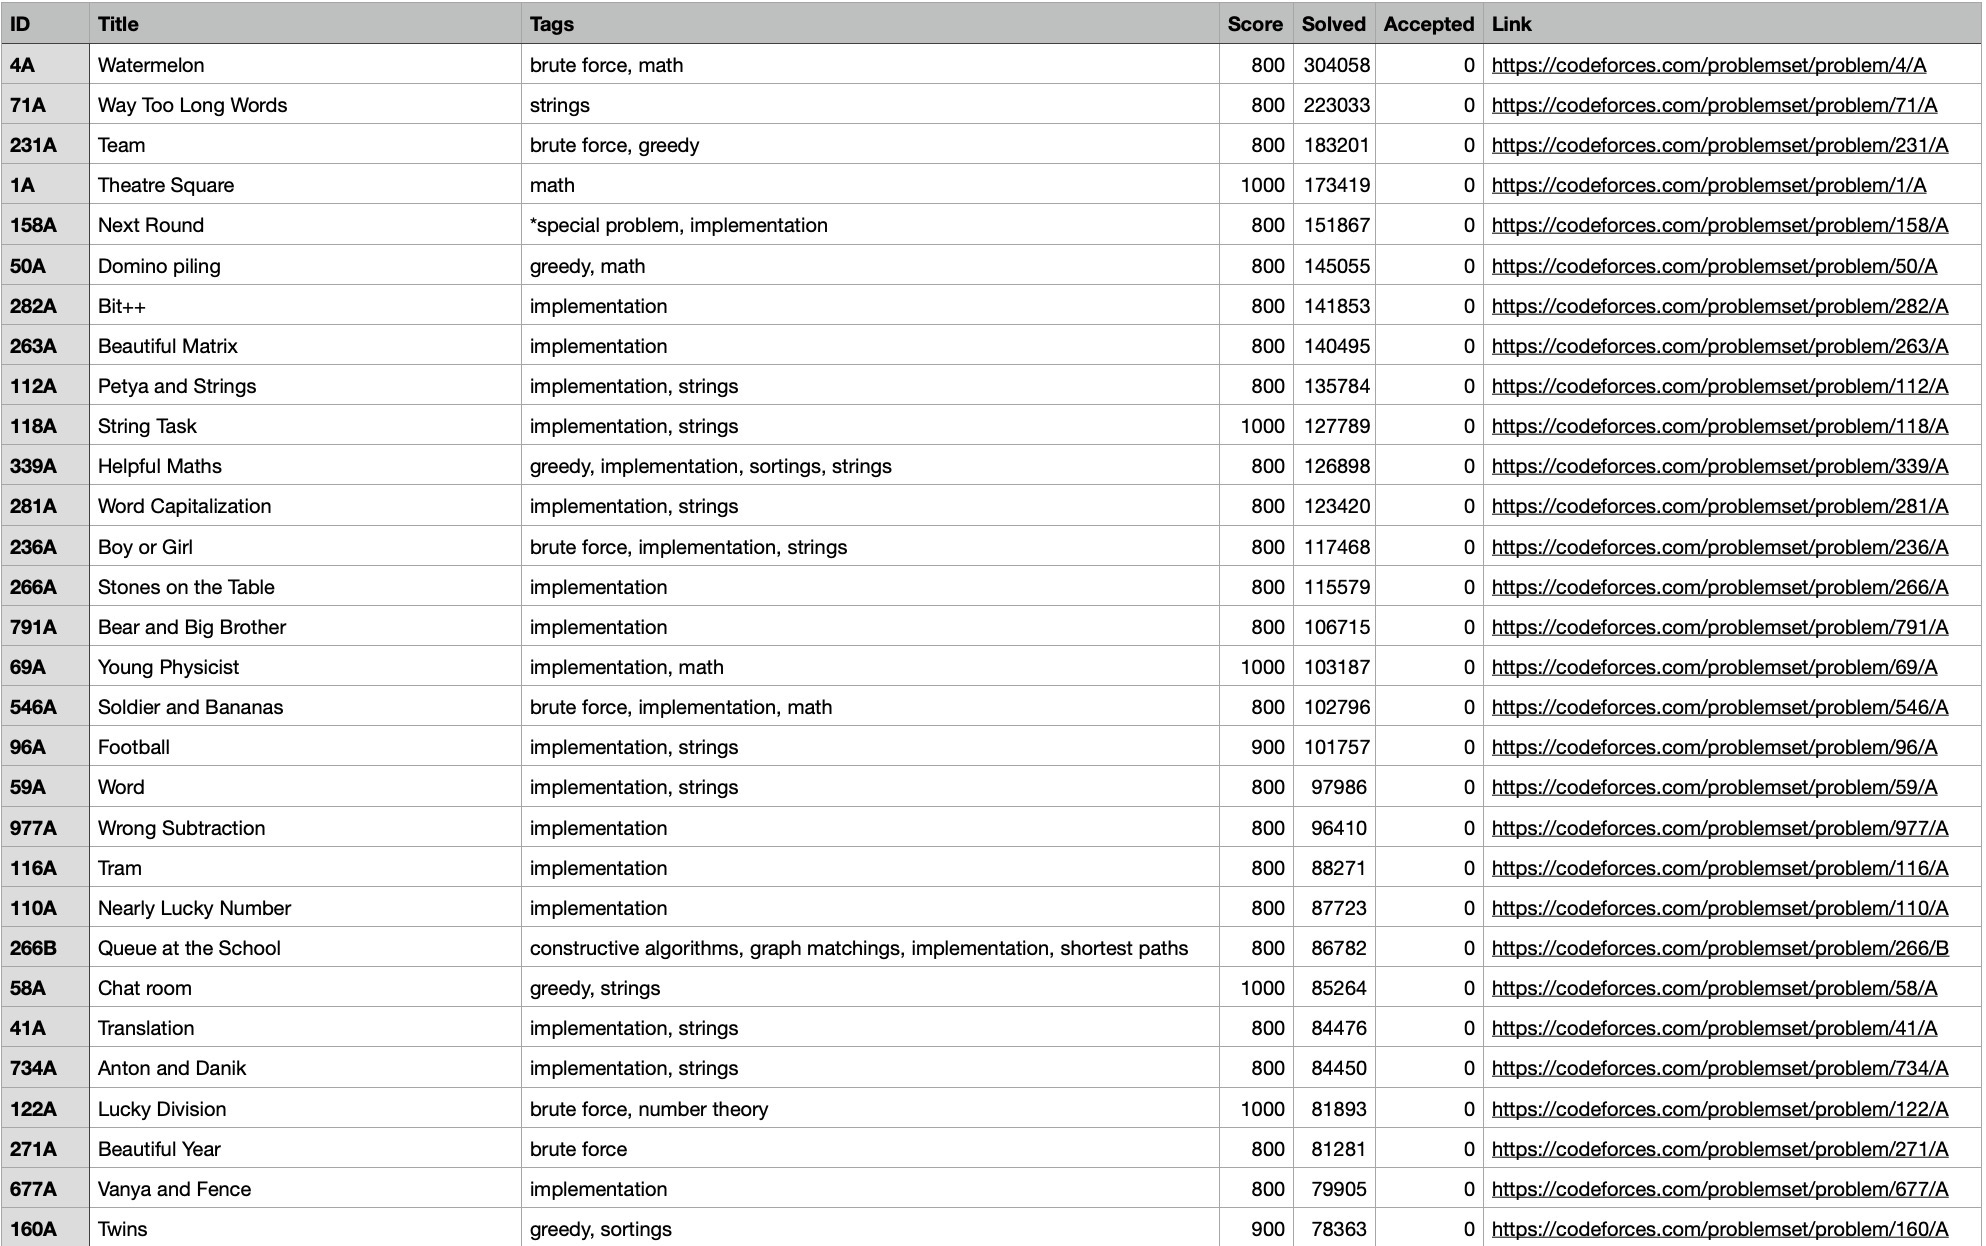 ID Title Tags Score Solved Accepted Link
4A Watermelon brute force, math 800 304058 0 https://codeforces.com/problemset/problem/4/A
71A Way Too Long Words strings 800 223033 0 https://codeforces.com/problemset/problem/71/A
231A Team brute force, greedy 800 183201 0 https://codeforces.com/problemset/problem/231/A
1A Theatre Square math 1000 173419 0 https://codeforces.com/problemset/problem/1/A
158A Next Round *special problem, implementation 800 151867 0 https://codeforces.com/problemset/problem/158/A
50A Domino piling greedy, math 800 145055 0 https://codeforces.com/problemset/problem/50/A
282A Bit++ implementation 800 141853 0 https://codeforces.com/problemset/problem/282/A
263A Beautiful Matrix implementation 800 140495 0 https://codeforces.com/problemset/problem/263/A
112A Petya and Strings implementation, strings 800 135784 0 https://codeforces.com/problemset/problem/112/A
118A String Task implementation, strings 1000 127789 0 https://codeforces.com/problemset/problem/118/A
339A Helpful Maths greedy, implementation, sortings, strings 800 126898 0 https://codeforces.com/problemset/problem/339/A
281A Word Capitalization implementation, strings 800 123420 0 https://codeforces.com/problemset/problem/281/A
236A Boy or Girl brute force, implementation, strings 800 117468 0 https://codeforces.com/problemset/problem/236/A
266A Stones on the Table implementation 800 115579 0 https://codeforces.com/problemset/problem/266/A
791A Bear and Big Brother implementation 800 106715 0 https://codeforces.com/problemset/problem/791/A
69A Young Physicist implementation, math 1000 103187 0 https://codeforces.com/problemset/problem/69/A
546A Soldier and Bananas brute force, implementation, math 800 102796 0 https://codeforces.com/problemset/problem/546/A
96A Football implementation, strings 900 101757 0 https://codeforces.com/problemset/problem/96/A
59A Word implementation, strings 800 97986 0 https://codeforces.com/problemset/problem/59/A
977A Wrong Subtraction implementation 800 96410 0 https://codeforces.com/problemset/problem/977/A
116A Tram implementation 800 88271 0 https://codeforces.com/problemset/problem/116/A
110A Nearly Lucky Number implementation 800 87723 0 https://codeforces.com/problemset/problem/110/A
266B Queue at the School constructive algorithms, graph matchings, implementation, shortest paths 800 86782 0 https://codeforces.com/problemset/problem/266/B
58A Chat room greedy, strings 1000 85264 0 https://codeforces.com/problemset/problem/58/A
41A Translation implementation, strings 800 84476 0 https://codeforces.com/problemset/problem/41/A
734A Anton and Danik implementation, strings 800 84450 0 https://codeforces.com/problemset/problem/734/A
122A Lucky Division brute force, number theory 1000 81893 0 https://codeforces.com/problemset/problem/122/A
271A Beautiful Year brute force 800 81281 0 https://codeforces.com/problemset/problem/271/A
677A Vanya and Fence implementation 800 79905 0 https://codeforces.com/problemset/problem/677/A
160A Twins greedy, sortings 900 78363 0 https://codeforces.com/problemset/problem/160/A